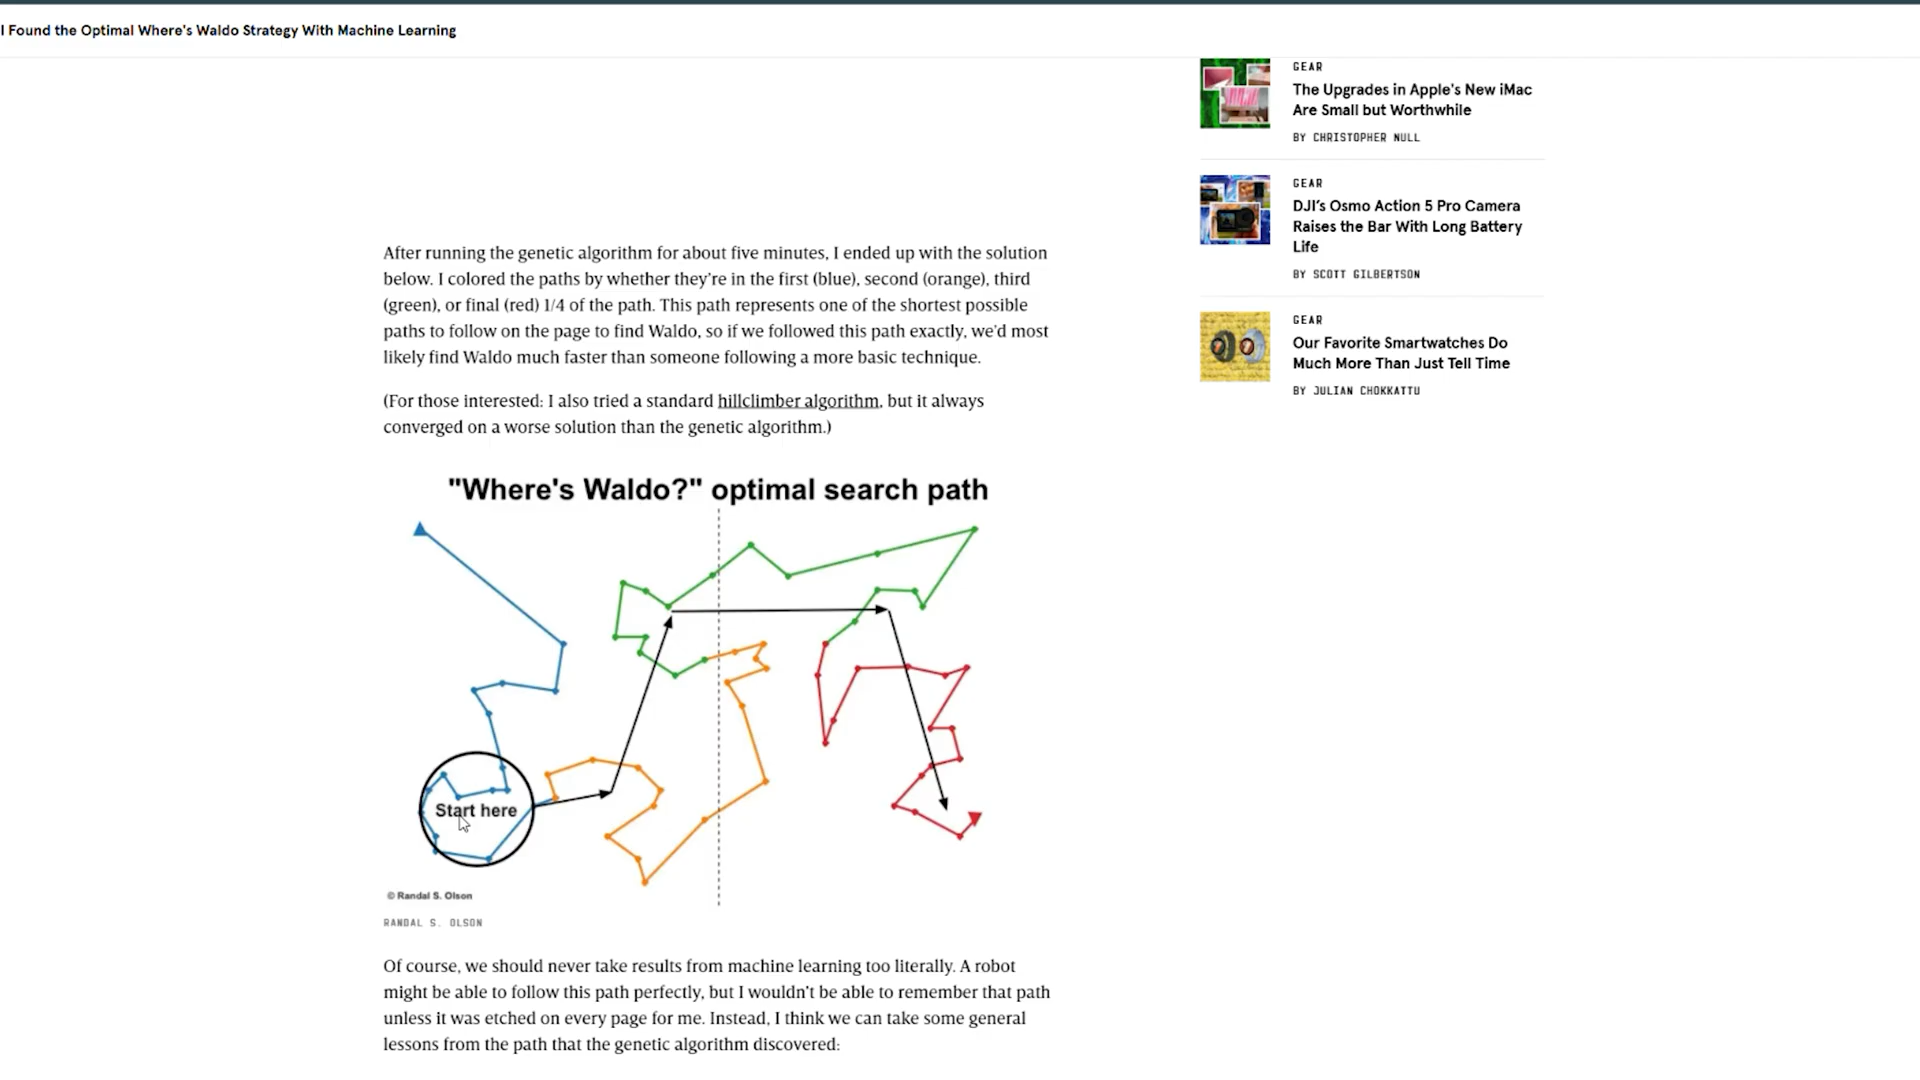 I Found the Optimal Where's Waldo Strategy With Machine Learning
After running the genetic algorithm for about five minutes, I ended up with the solution
below. I colored the paths by whether they're in the first (blue), second (orange), third
(green), or final (red) 1/4 of the path. This path represents one of the shortest possible
paths to follow on the page to find Waldo, so if we followed this path exactly, we'd most
likely find Waldo much faster than someone following a more basic technique.
(For those interested: I also tried a standard hillclimber algorithm, but it always
converged on a worse solution than the genetic algorithm.)
"Where's Waldo?" optimal search path
Start here
© Randal S. Olson
RANDAL S. OLSON
Of course, we should never take results from machine learning too literally. A robot
might be able to follow this path perfectly, but I wouldn't be able to remember that path
unless it was etched on every page for me. Instead, I think we can take some general
lessons from the path that the genetic algorithm discovered:
GEAR
The Upgrades in Apple's New iMac
Are Small but Worthwhile
BY CHRISTOPHER NULL
GEAR
DJI's Osmo Action 5 Pro Camera
Raises the Bar With Long Battery
Life
BY SCOTT GILBERTSON
GEAR
Our Favorite Smartwatches Do
Much More Than Just Tell Time
BY JULIAN CHOKKATTU